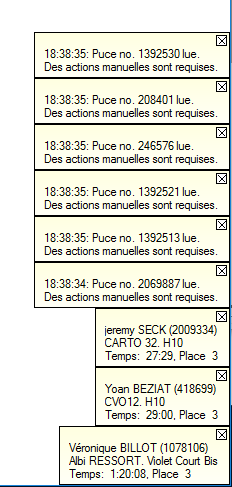 18:38:35: Puce no. 1392530 lue.
Des actions manuelles sont requises.
18:38:35: Puce no. 208401 lue.
Des actions manuelles sont requises.
18:38:35: Puce no. 246576 lue.
Des actions manuelles sont requises.
18:38:35: Puce no. 1392521 lue.
Des actions manuelles sont requises.
18:38:35: Puce no. 1392513 lue.
Des actions manuelles sont requises.
18:38:34: Puce no. 2069887 lue.
Des actions manuelles sont requises.
jeremy SECK (2009334)
CARTO 32. H10
Temps: 27:29, Place 3
Yoan BEZIAT (418699)
CVO12. H10
Temps: 29:00, Place 3
Véronique BILLOT (1078106)
Albi RESSORT. Violet Court Bis
Temps: 1:20:08, Place 3